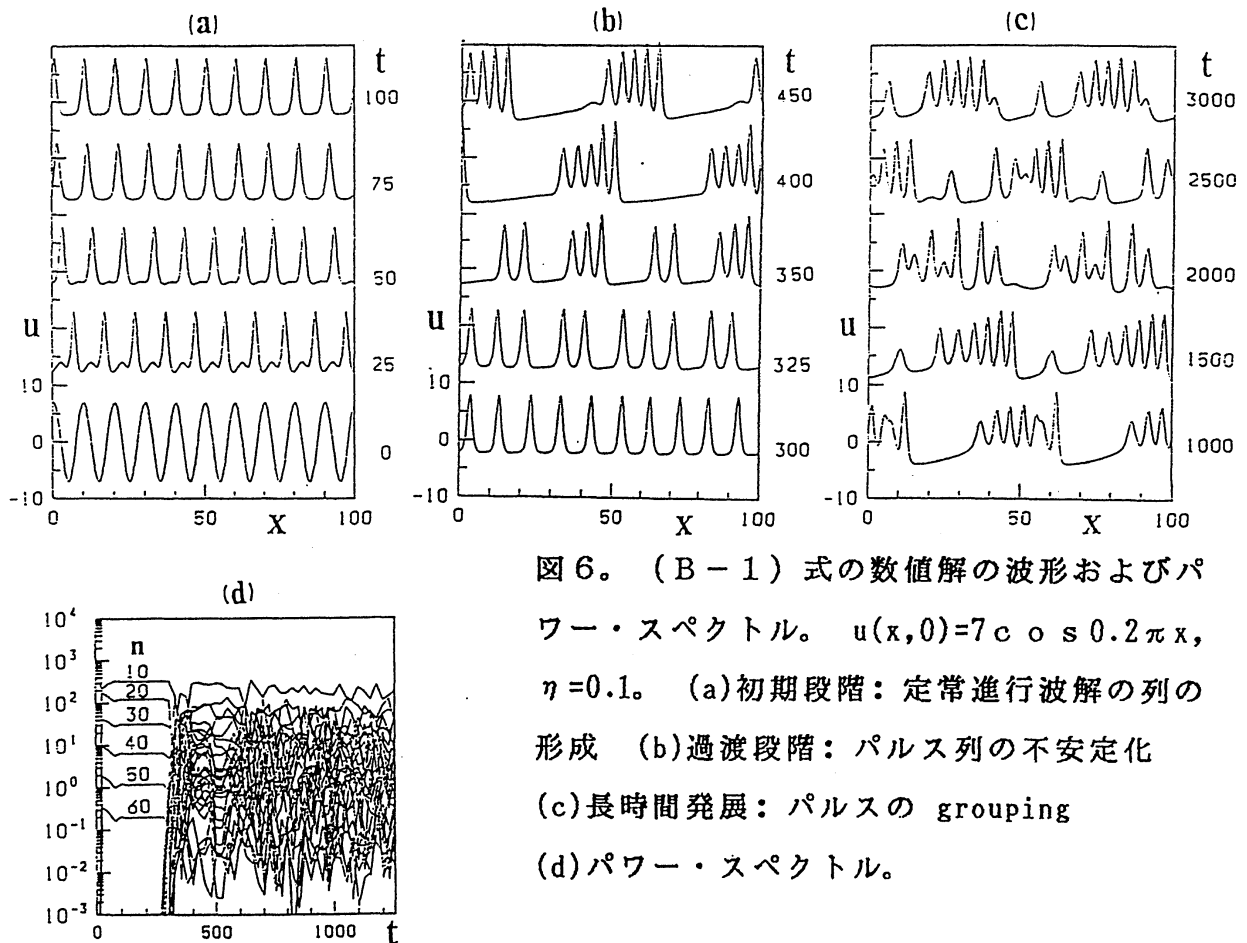 (a)
(b)
(c)
t
100
75
50
25
0
u
10
0
-10
0
50
100
X
t
450
400
350
325
300
u
10
0
-10
0
50
100
X
t
3000
2500
2000
1500
1000
u
10
0
-10
0
50
100
X
(d)
10⁴
10³
10²
10¹
10⁰
10⁻¹
10⁻²
10⁻³
n
10
20
30
40
50
60
0
500
1000
t
図6。 (B-1)式の数値解の波形およびパ
ワー・スペクトル。 u(x,0)=7cos0.2πx,
η=0.1。 (a)初期段階：定常進行波解の列の
形成 (b)過渡段階：パルス列の不安定化
(c)長時間発展：パルスの grouping
(d)パワー・スペクトル。